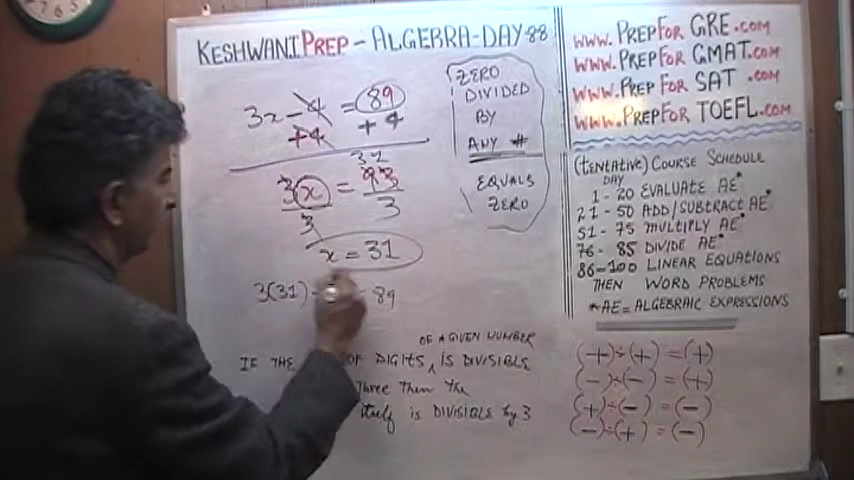 KESHWANI PREP - ALGEBRA - DAY-88
3x - 4 = 89
+4 + 4
3x = 93
3 3
x = 31
3(31) - = 89
ZERO
DIVIDED
BY
ANY #
EQUALS
ZERO
OF A GIVEN NUMBER
IF THE OF DIGITS, IS DIVISIBLE
Three Then the
itself is DIVISIBLE by 3
www.PREPFOR GRE.COM
www.PREPFOR GMAT.COM
www.PREP FOR SAT.COM
www.PREPFOR TOEFL.COM
(TENTATIVE) COURSE SCHEDULE
DAY
1 - 20 EVALUATE AE*
21 - 50 ADD/SUBTRACT AE*
51 - 75 MULTIPLY AE*
76 - 85 DIVIDE AE*
86-100 LINEAR EQUATIONS
THEN WORD PROBLEMS
*AE = ALGEBRAIC EXPRESSIONS
(+)÷(+) = (+)
(-)÷(-) = (+)
(+)÷(-) = (-)
(-)÷(+) = (-)